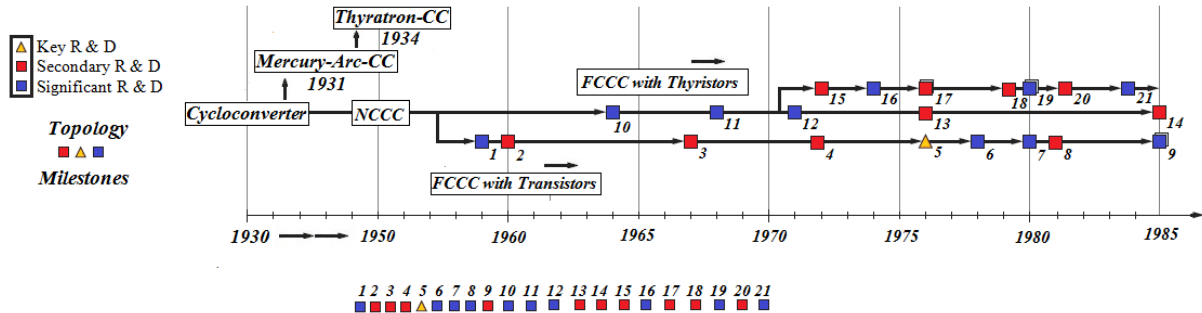 Thyratron-CC
1934
Mercury-Arc-CC
1931
Key R & D
Secondary R & D
Significant R & D
Topology
Milestones
FCCC with Thyristors
15 16 17 18 19 20 21
Cycloconverter NCCC
10 11 12 13 14
1 2 3 4 5 6 7 8 9
FCCC with Transistors
1930 1950 1960 1965 1970 1975 1980 1985
1 2 3 4 5 6 7 8 9 10 11 12 13 14 15 16 17 18 19 20 21